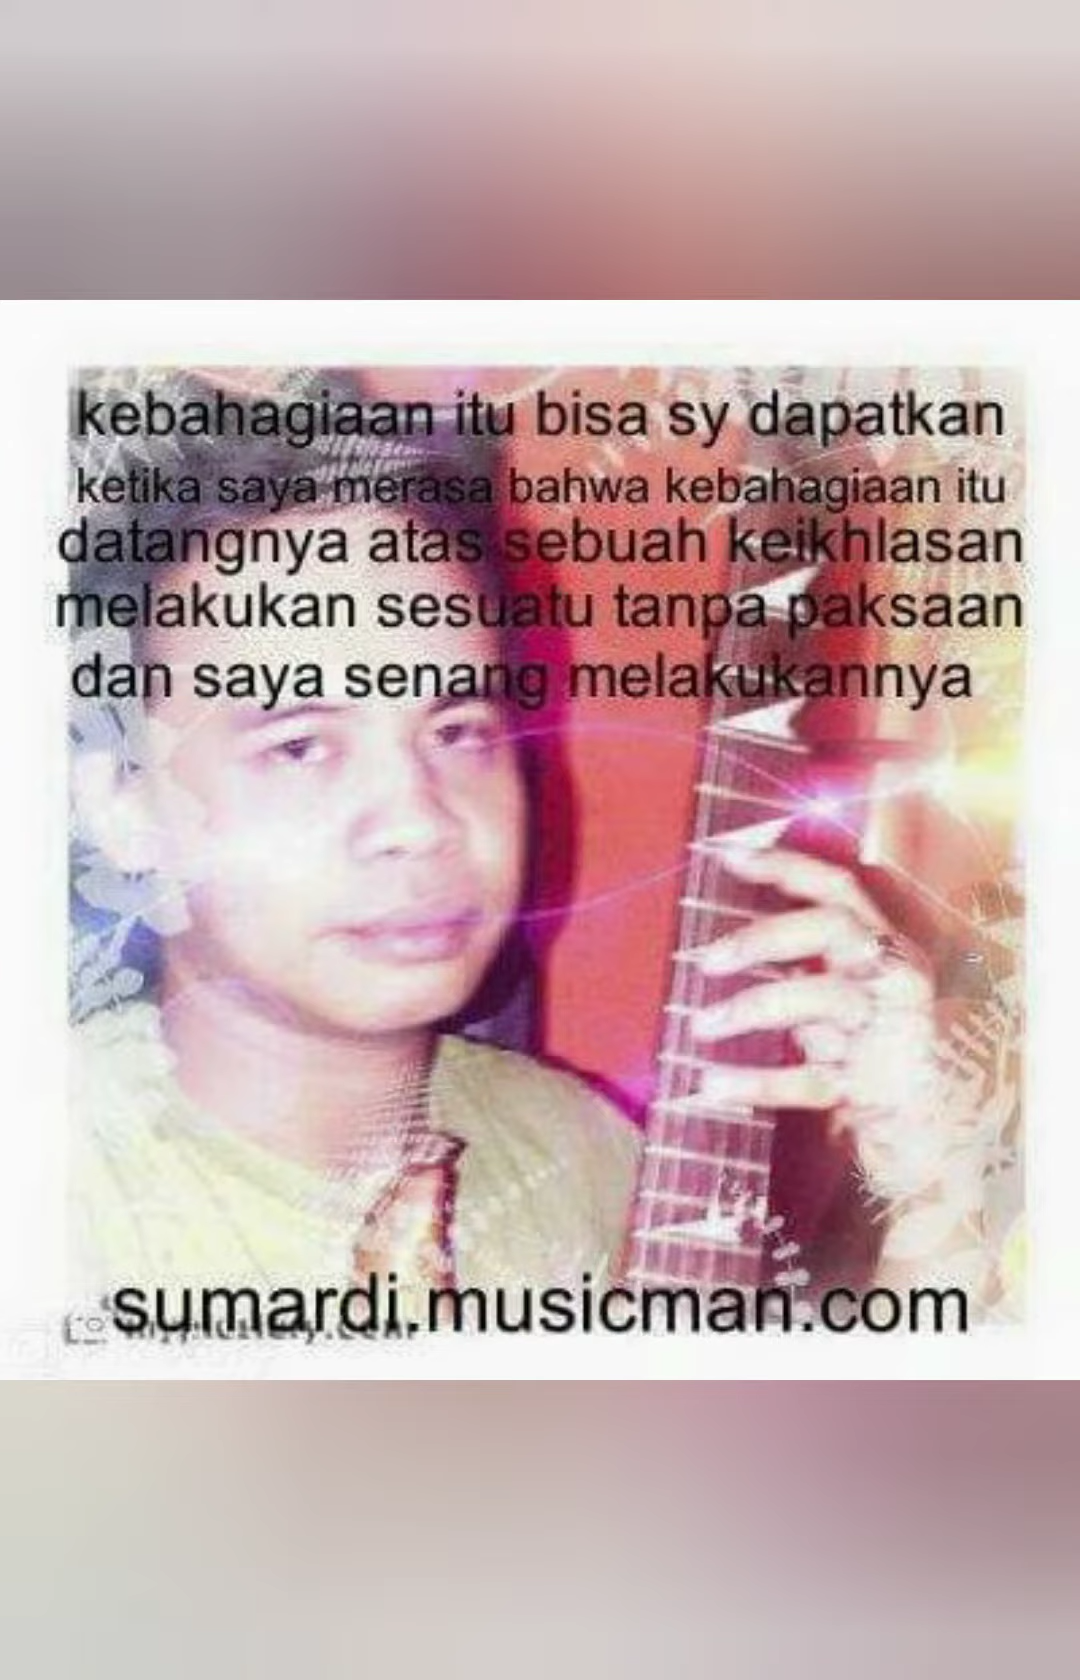 kebahagiaan itu bisa sy dapatkan
ketika saya merasa bahwa kebahagiaan itu
datangnya atas sebuah keikhlasan
melakukan sesuatu tanpa paksaan
dan saya senang melakukannya
sumardi.musicman.com